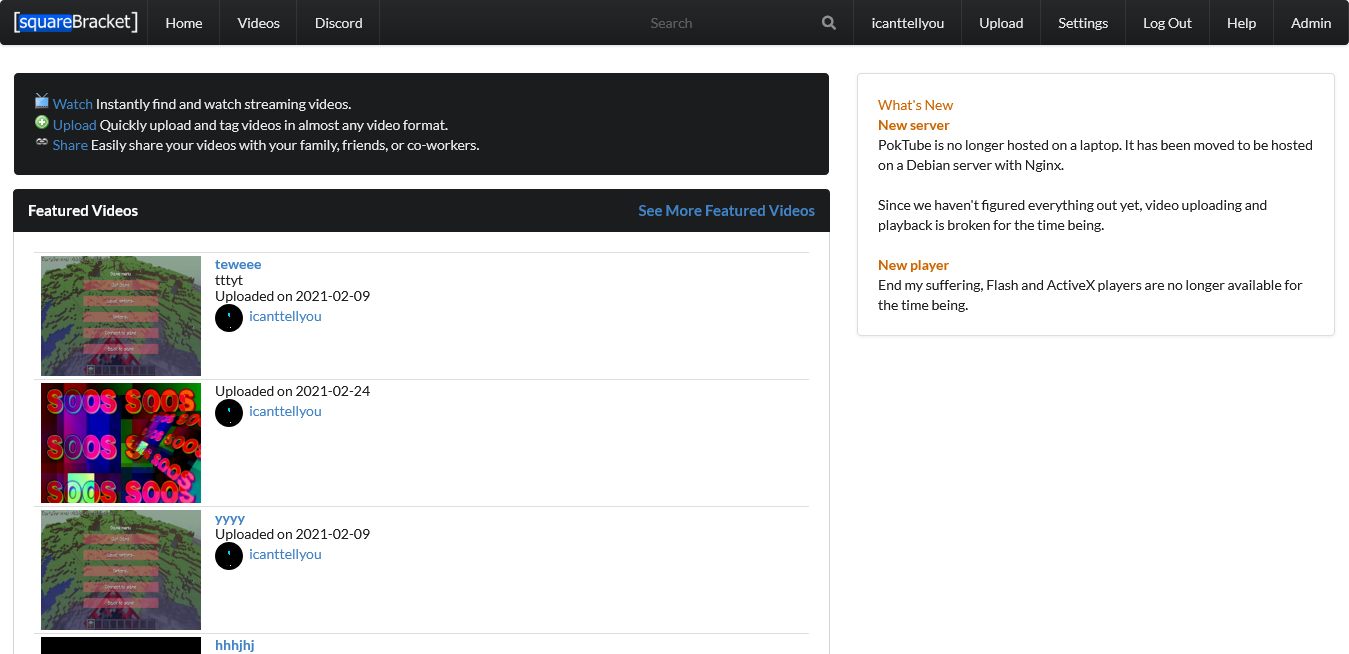 [squareBracket] Home Videos Discord Search icanttellyou Upload Settings Log Out Help Admin
Watch Instantly find and watch streaming videos.
Upload Quickly upload and tag videos in almost any video format.
Share Easily share your videos with your family, friends, or co-workers.
Featured Videos See More Featured Videos
teweee
tttyt
Uploaded on 2021-02-09
icanttellyou
SOOS SOOS
SOOS
SOOS
SOOS SOOS
Uploaded on 2021-02-24
icanttellyou
yyyy
Uploaded on 2021-02-09
icanttellyou
hhhjhj
What's New
New server
PokTube is no longer hosted on a laptop. It has been moved to be hosted
on a Debian server with Nginx.
Since we haven't figured everything out yet, video uploading and
playback is broken for the time being.
New player
End my suffering, Flash and ActiveX players are no longer available for
the time being.